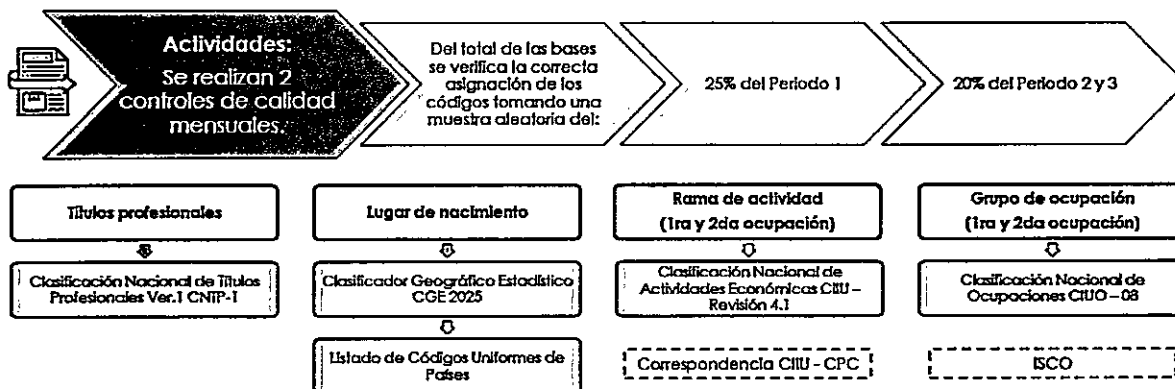 Actividades:
Se realizan 2
controles de calidad
mensuales.
Del total de las bases
se verifica la correcta
asignación de los
códigos tomando una
muestra aleatoria del:
25% del Periodo 1
20% del Periodo 2 y 3
Títulos profesionales
Clasificación Nacional de Títulos
Profesionales Ver.1 CNTP-1
Lugar de nacimiento
Clasificador Geográfico Estadístico
CGE 2025
Listado de Códigos Uniformes de
Países
Rama de actividad
(1ra y 2da ocupación)
Clasificación Nacional de
Actividades Económicas CIIU –
Revisión 4.1
Correspondencia CIIU - CPC
Grupo de ocupación
(1ra y 2da ocupación)
Clasificación Nacional de
Ocupaciones CIUO – 08
ISCO